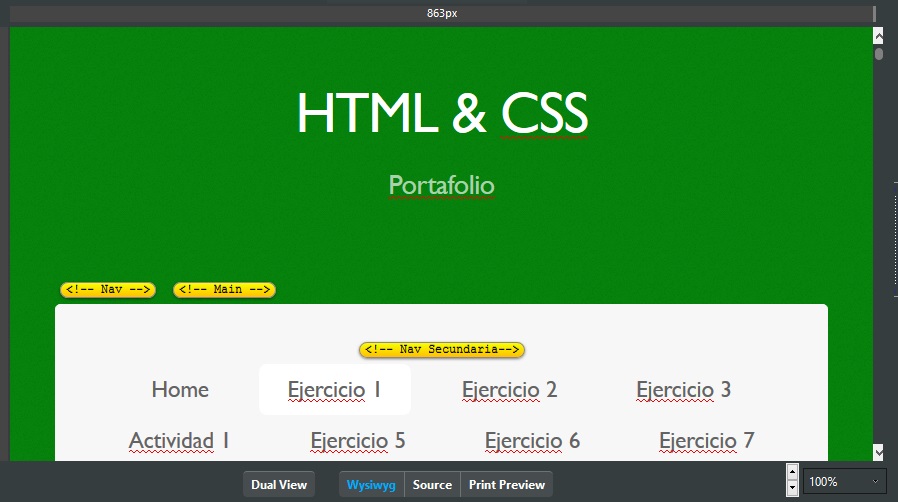 863px
HTML & CSS
Portafolio
<!-- Nav --> <!-- Main -->
<!-- Nav Secundaria-->
Home Ejercicio 1 Ejercicio 2 Ejercicio 3
Actividad 1 Ejercicio 5 Ejercicio 6 Ejercicio 7
Dual View Wysiwyg Source Print Preview 100%